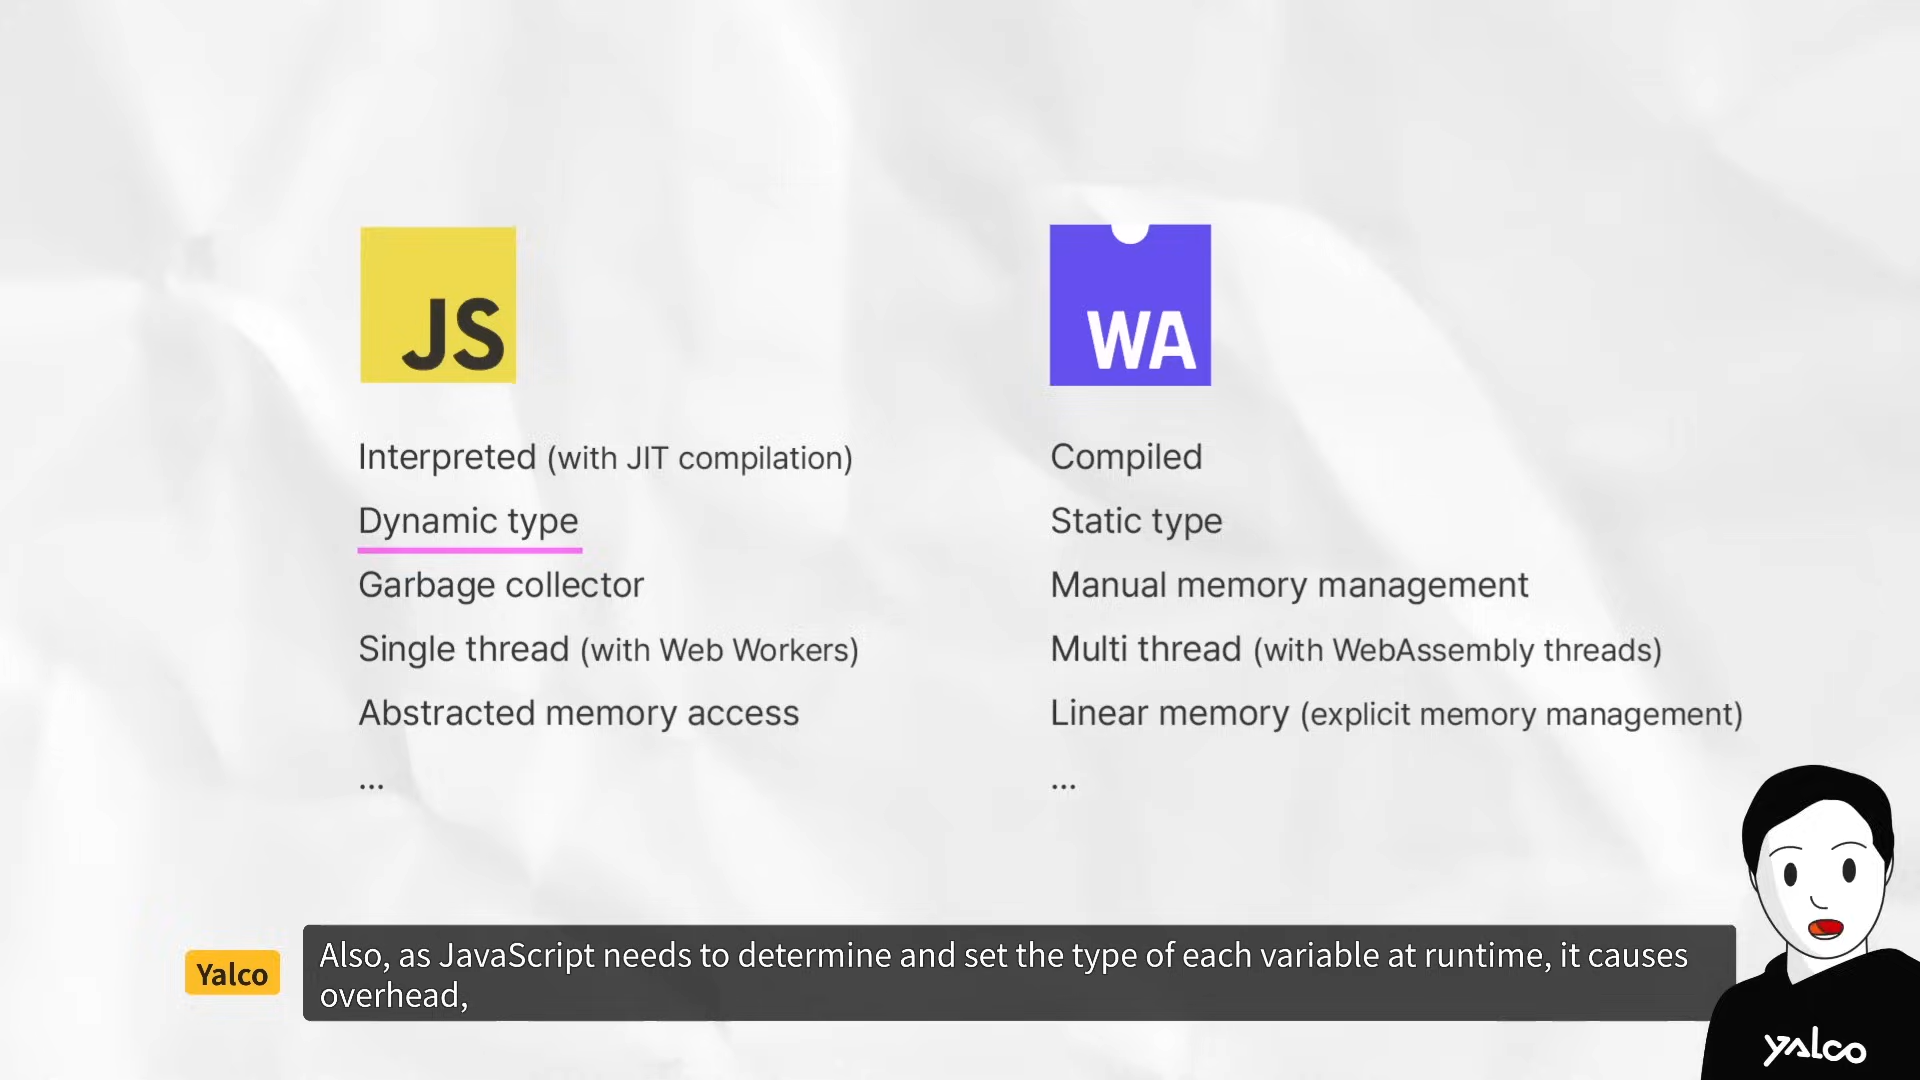 JS
WA
Interpreted (with JIT compilation)
Dynamic type
Garbage collector
Single thread (with Web Workers)
Abstracted memory access
...
Compiled
Static type
Manual memory management
Multi thread (with WebAssembly threads)
Linear memory (explicit memory management)
...
Yalco
Also, as JavaScript needs to determine and set the type of each variable at runtime, it causes
overhead,
yalco